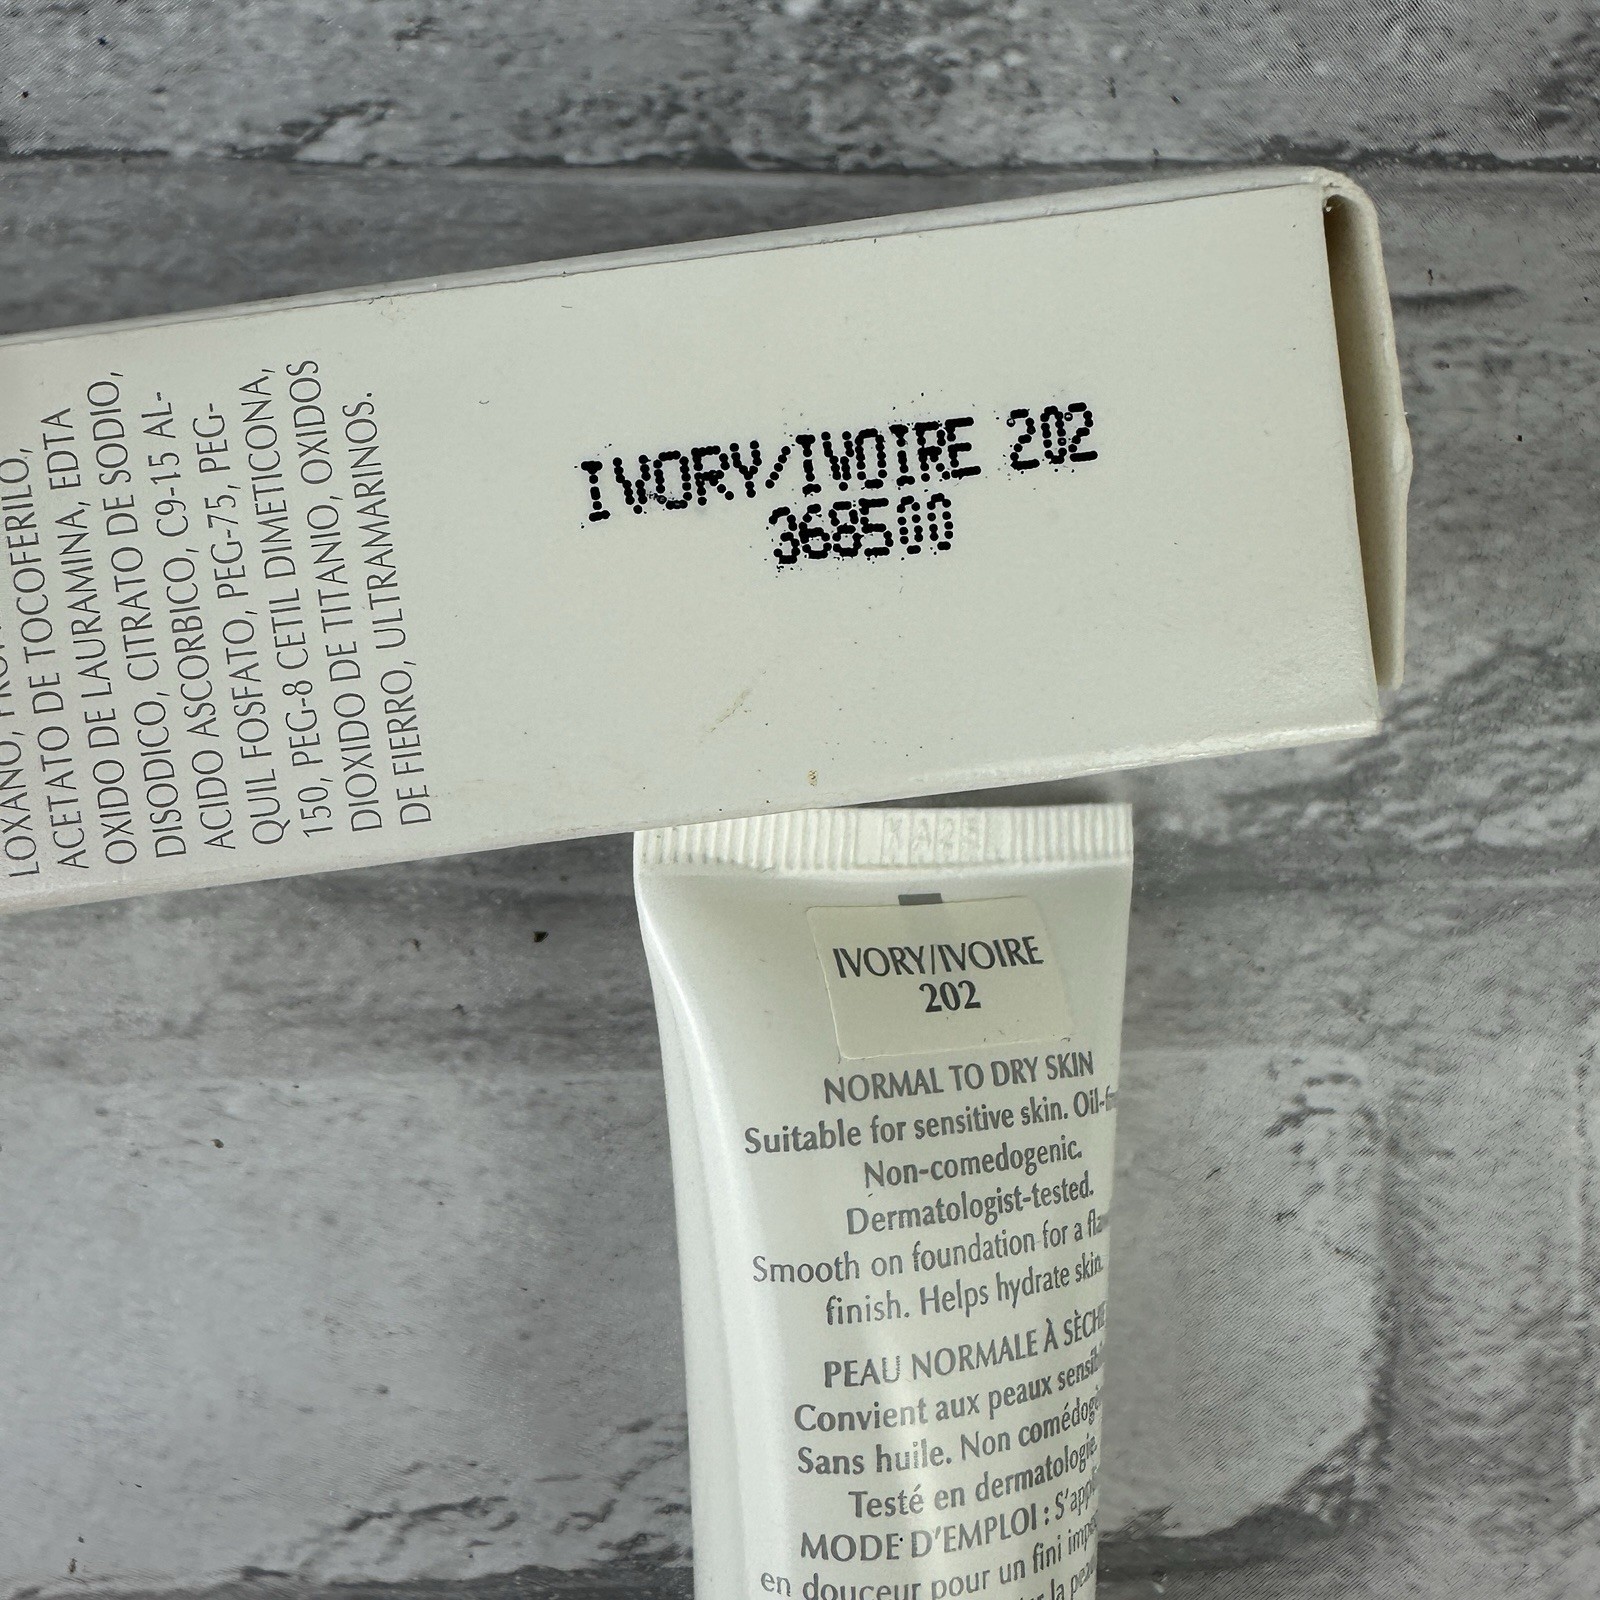 LOXANO,
ACETATO DE TOCOFERILO,
OXIDO DE LAURAMINA, EDTA
DISODICO, CITRATO DE SODIO,
ACIDO ASCORBICO, C9-15 AL-
QUIL FOSFATO, PEG-75, PEG-
150, PEG-8 CETIL DIMETICONA,
DIOXIDO DE TITANIO, OXIDOS
DE FIERRO, ULTRAMARINOS.
IVORY/IVOIRE 202
368500
IVORY/IVOIRE
202
NORMAL TO DRY SKIN
Suitable for sensitive skin.
Non-comedogenic.
Dermatologist-tested.
Smooth on foundation for a
finish. Helps hydrate skin.
PEAU NORMALE À
Convient aux peaux
Sans huile. Non
Testé en dermatologie.
MODE D'EMPLOI :
en douceur pour un fini
la